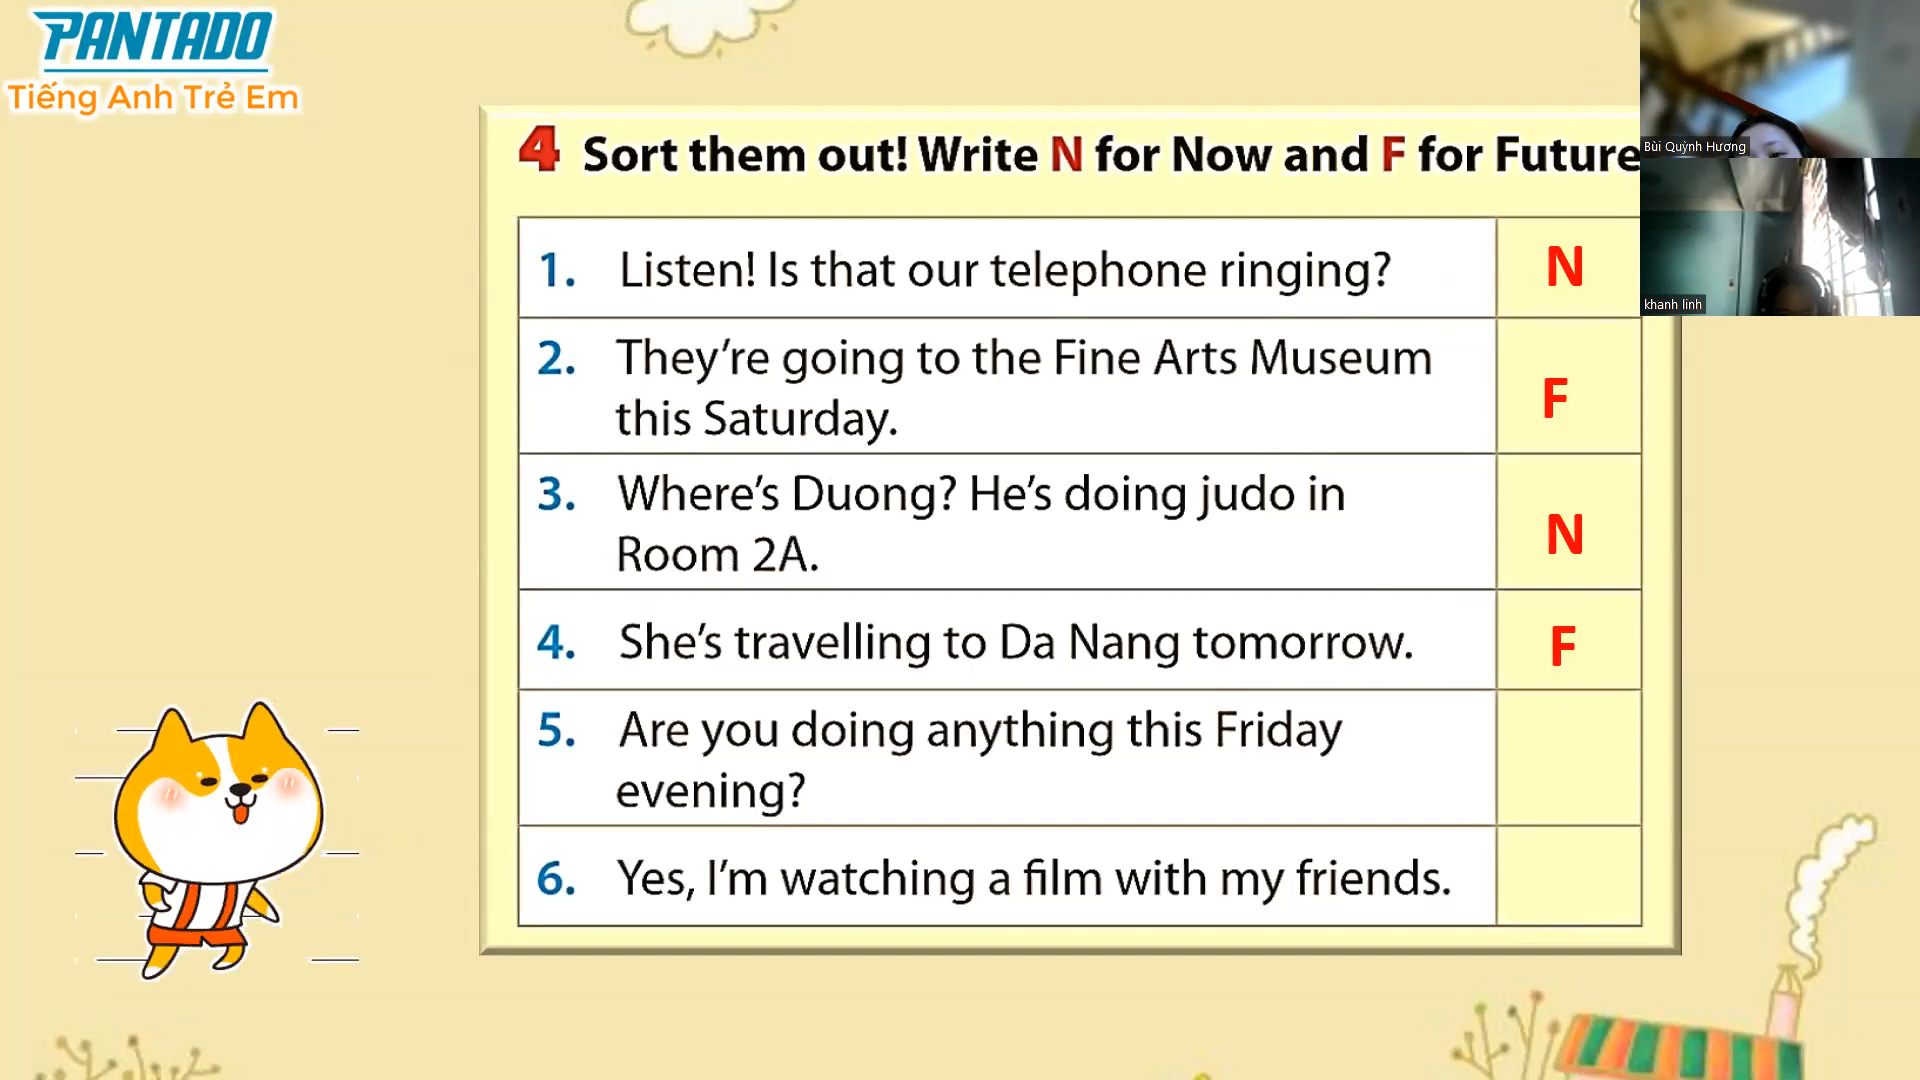 PANTADO
Tiếng Anh Trẻ Em
4 Sort them out! Write N for Now and F for Future
1. Listen! Is that our telephone ringing? N
2. They're going to the Fine Arts Museum
this Saturday. F
3. Where's Duong? He's doing judo in
Room 2A. N
4. She's travelling to Da Nang tomorrow. F
5. Are you doing anything this Friday
evening?
6. Yes, I'm watching a film with my friends.
Bùi Quỳnh Hương
khanh linh